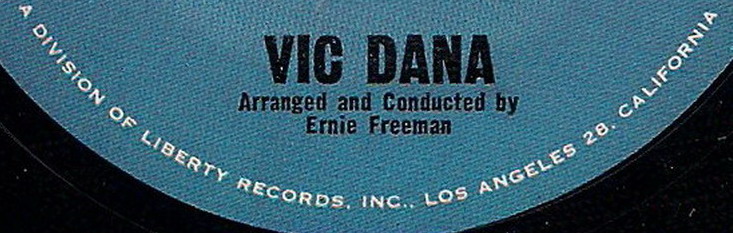 VIC DANA
Arranged and Conducted by
Ernie Freeman
A DIVISION OF LIBERTY RECORDS, INC., LOS ANGELES 28, CALIFORNIA